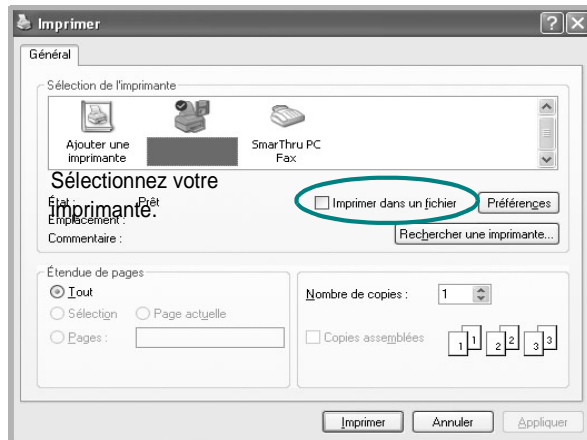 Imprimer
Général
Sélection de l'imprimante
Ajouter une
imprimante
SmarThru PC
Fax
Sélectionnez votre
imprimante.
État : Prêt
Emplacement :
Commentaire :
Imprimer dans un fichier
Préférences
Rechercher une imprimante...
Étendue de pages
Tout
Sélection
Page actuelle
Pages :
Nombre de copies : 1
Copies assemblées
1 1 2 2 3 3
Imprimer Annuler Appliquer